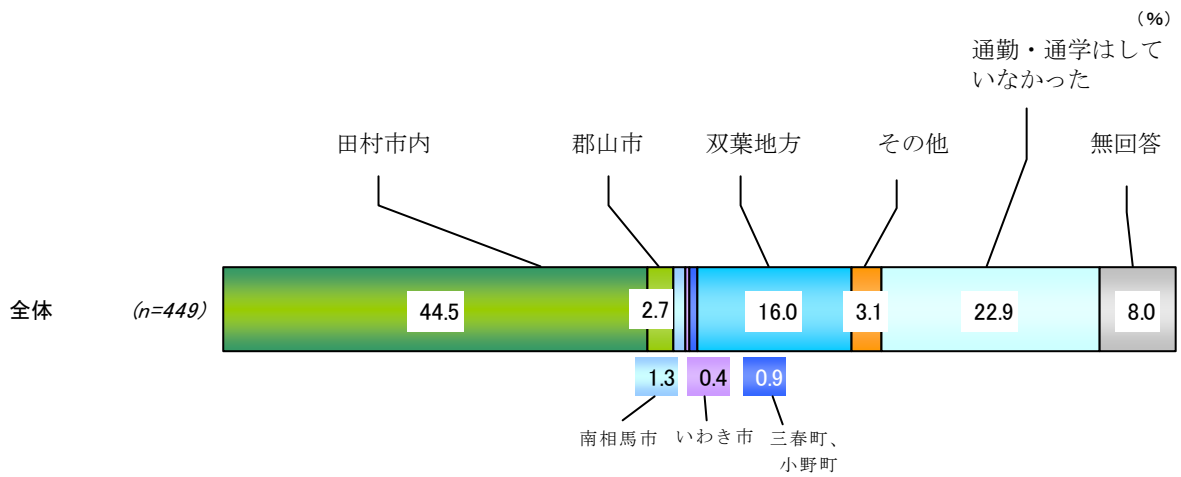 （%）
通勤・通学はして
いなかった
田村市内
郡山市
双葉地方
その他
無回答
全体
(n=449)
44.5
2.7
16.0
3.1
22.9
8.0
1.3
0.4
0.9
南相馬市
いわき市
三春町、
小野町